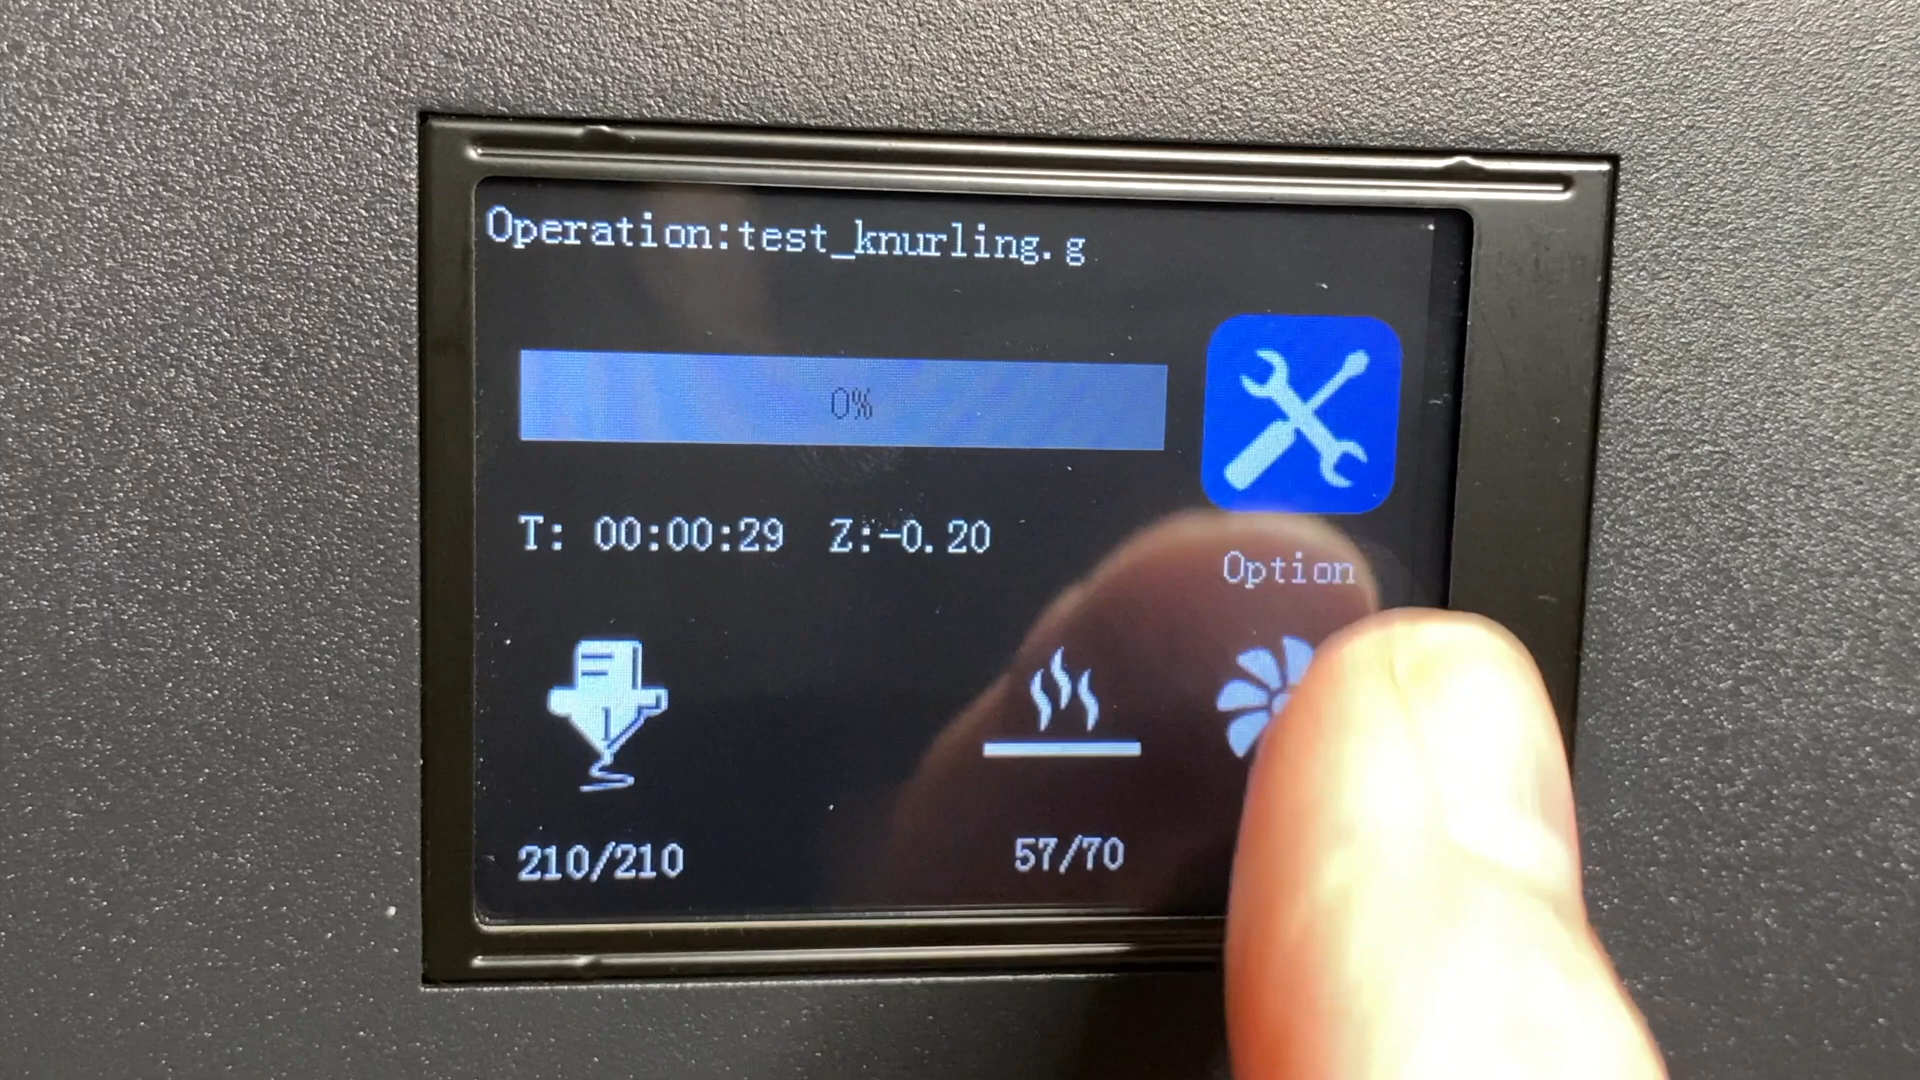 Operation:test_knurling.g
0%
T: 00:00:29 Z:-0.20
Option
210/210 57/70